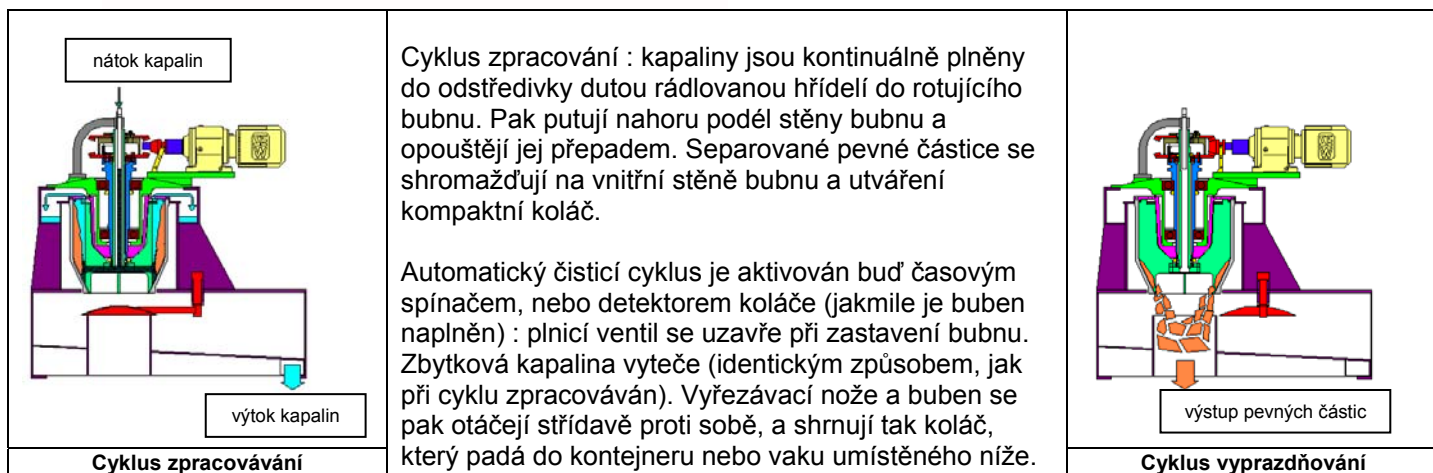 nátok kapalin
výtok kapalin
Cyklus zpracovávání
Cyklus zpracování : kapaliny jsou kontinuálně plněny
do odstředivky dutou rádlovanou hřídelí do rotujícího
bubnu. Pak putují nahoru podél stěny bubnu a
opouštějí jej přepadem. Separované pevné částice se
shromažďují na vnitřní stěně bubnu a utváření
kompaktní koláč.
Automatický čisticí cyklus je aktivován buď časovým
spínačem, nebo detektorem koláče (jakmile je buben
naplněn) : plnicí ventil se uzavře při zastavení bubnu.
Zbytková kapalina vyteče (identickým způsobem, jak
při cyklu zpracováván). Vyřezávací nože a buben se
pak otáčejí střídavě proti sobě, a shrnují tak koláč,
který padá do kontejneru nebo vaku umístěného níže.
výstup pevných částic
Cyklus vyprazdňování